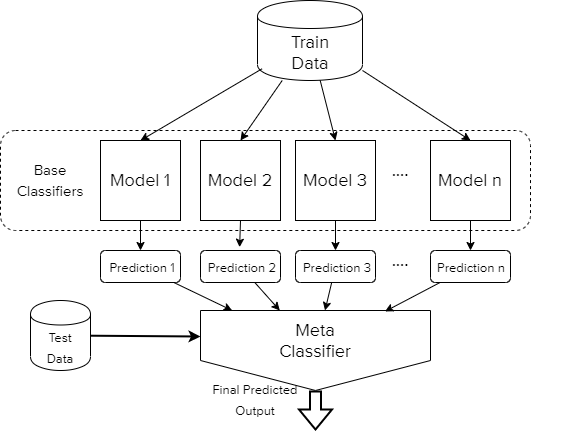 Train
Data
Base
Classifiers
Model 1
Model 2
Model 3
....
Model n
Prediction 1
Prediction 2
Prediction 3
....
Prediction n
Test
Data
Meta
Classifier
Final Predicted
Output